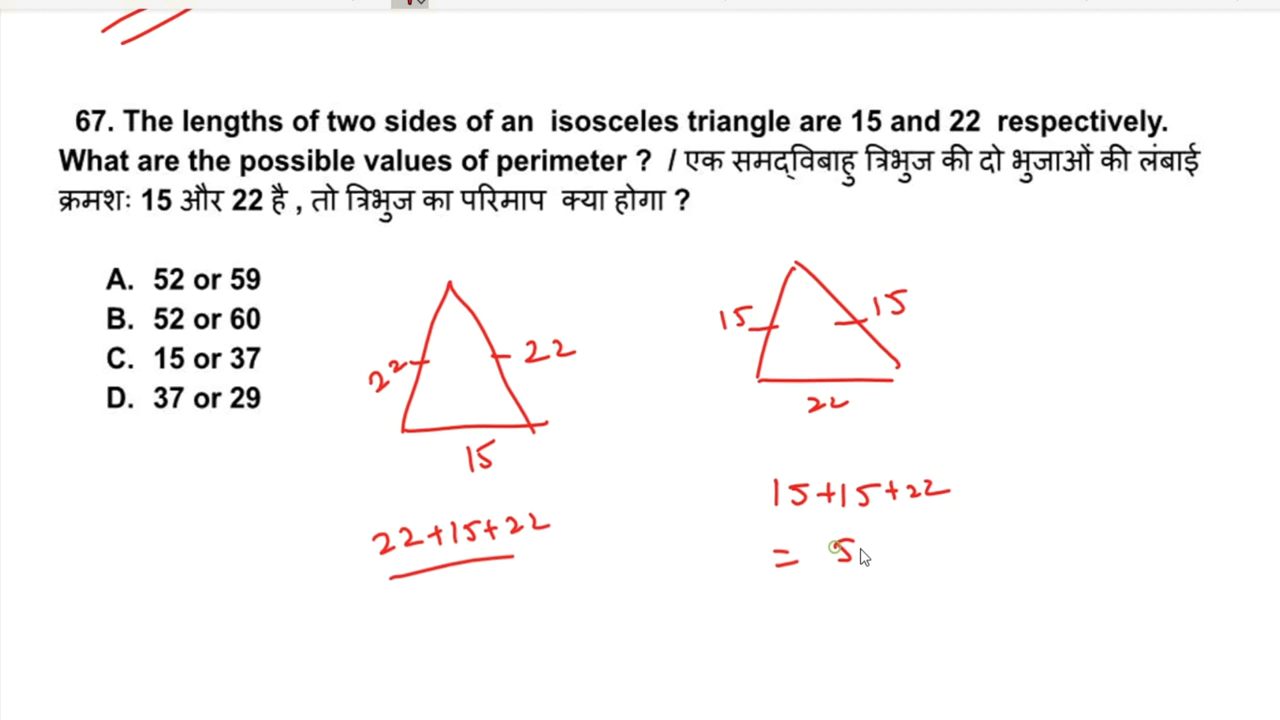 67. The lengths of two sides of an isosceles triangle are 15 and 22 respectively.
What are the possible values of perimeter ? / एक समद्विबाहु त्रिभुज की दो भुजाओं की लंबाई
क्रमशः 15 और 22 है , तो त्रिभुज का परिमाप क्या होगा ?
A. 52 or 59
B. 52 or 60
C. 15 or 37
D. 37 or 29
22
22
15
22+15+22
15
15
22
15+15+22
= 5